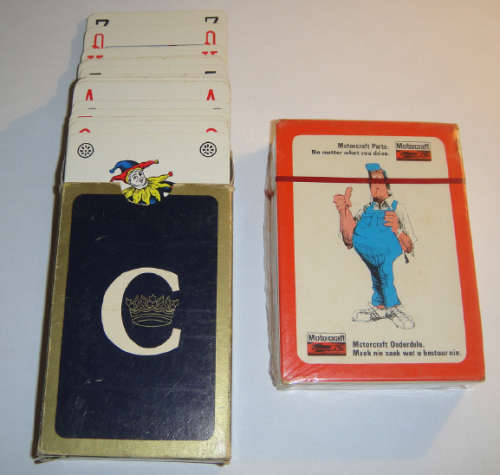 A A
C
Motorcraft Parts.
No matter what you drive.
Motorcraft
Motorcraft
Motorcraft Onderdele.
Maak nie saak wat u bestuur nie.